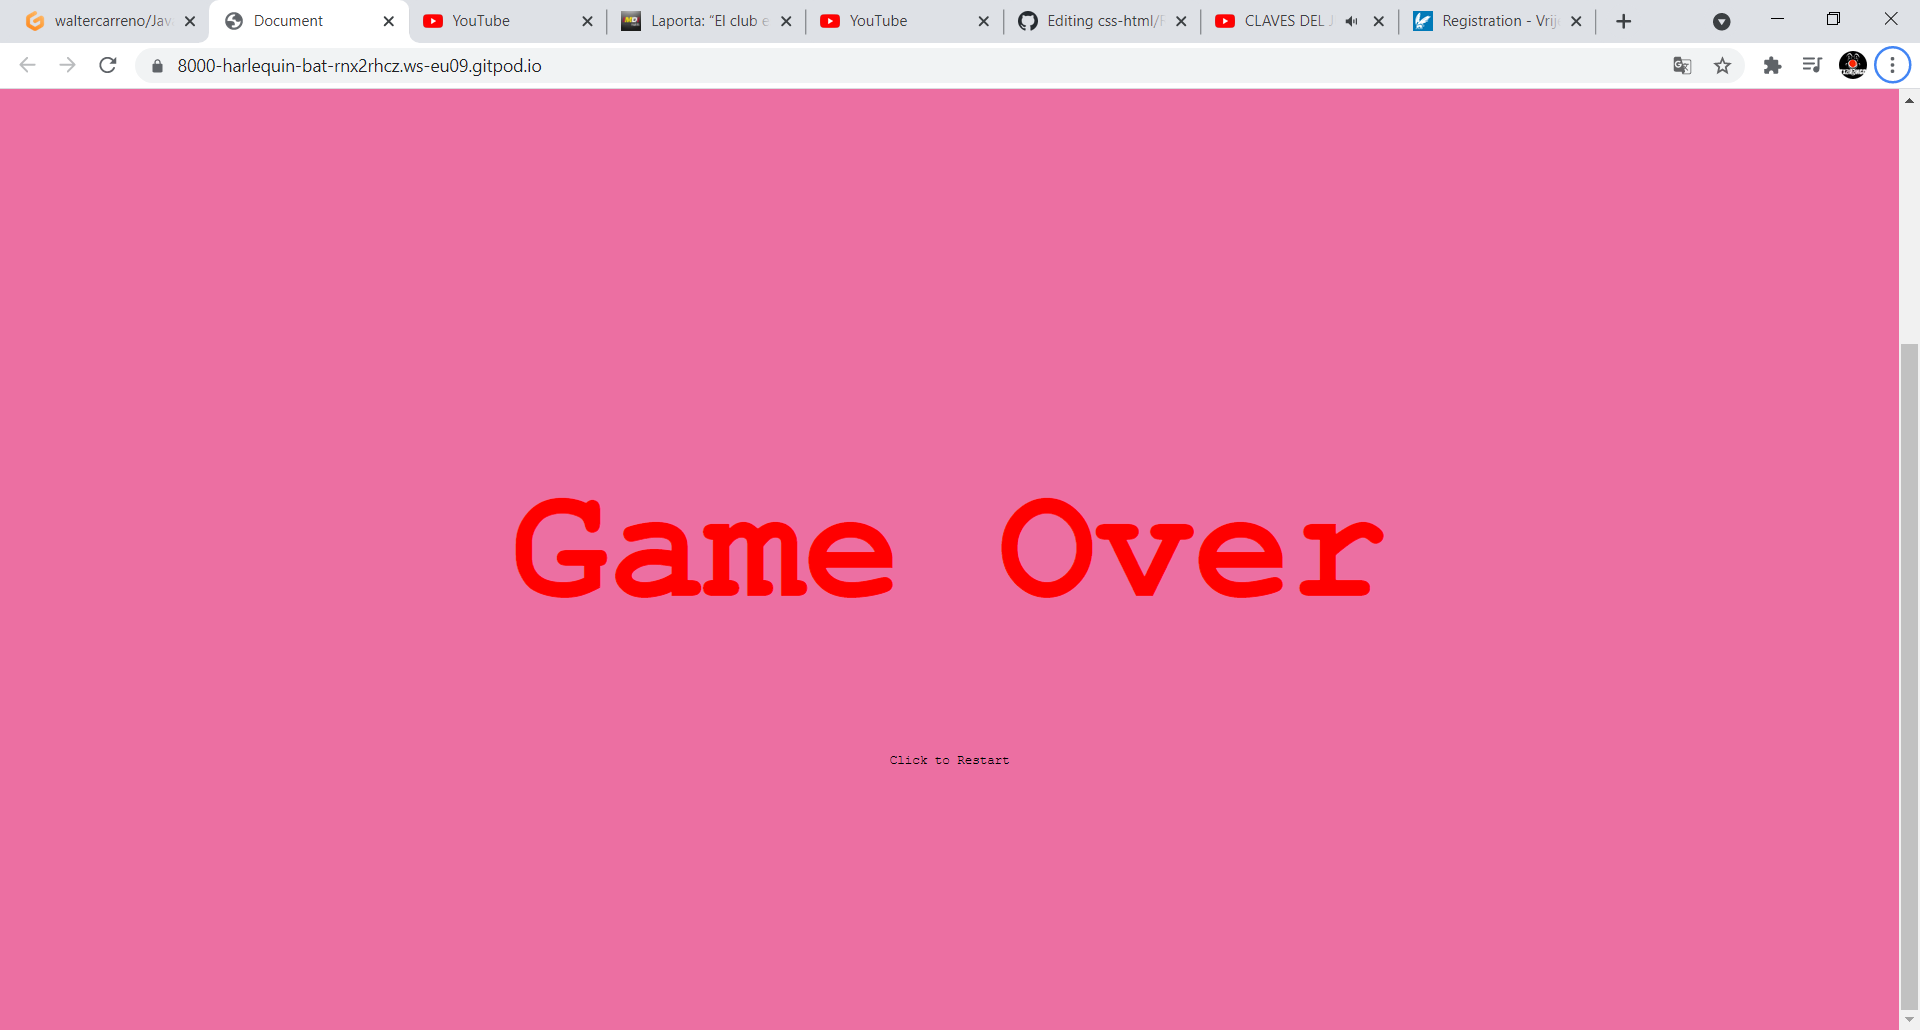 waltercarreno/Jav
Document
YouTube
Laporta: “El club e
YouTube
Editing css-html/R
CLAVES DEL J
Registration - Vrij
8000-harlequin-bat-rnx2rhcz.ws-eu09.gitpod.io
Game Over
Click to Restart